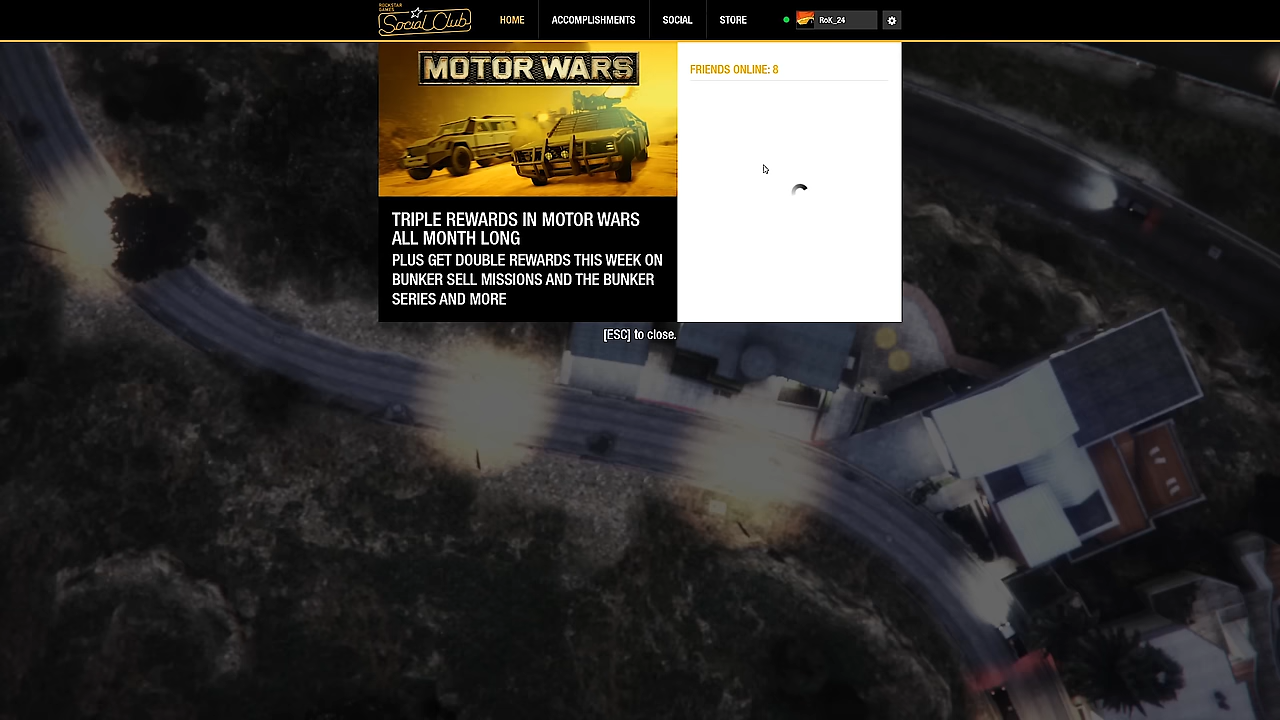 ROCKSTAR
GAMES
Social Club
HOME
ACCOMPLISHMENTS
SOCIAL
STORE
RoK_24
MOTOR WARS
FRIENDS ONLINE: 8
TRIPLE REWARDS IN MOTOR WARS
ALL MONTH LONG
PLUS GET DOUBLE REWARDS THIS WEEK ON
BUNKER SELL MISSIONS AND THE BUNKER
SERIES AND MORE
[ESC] to close.